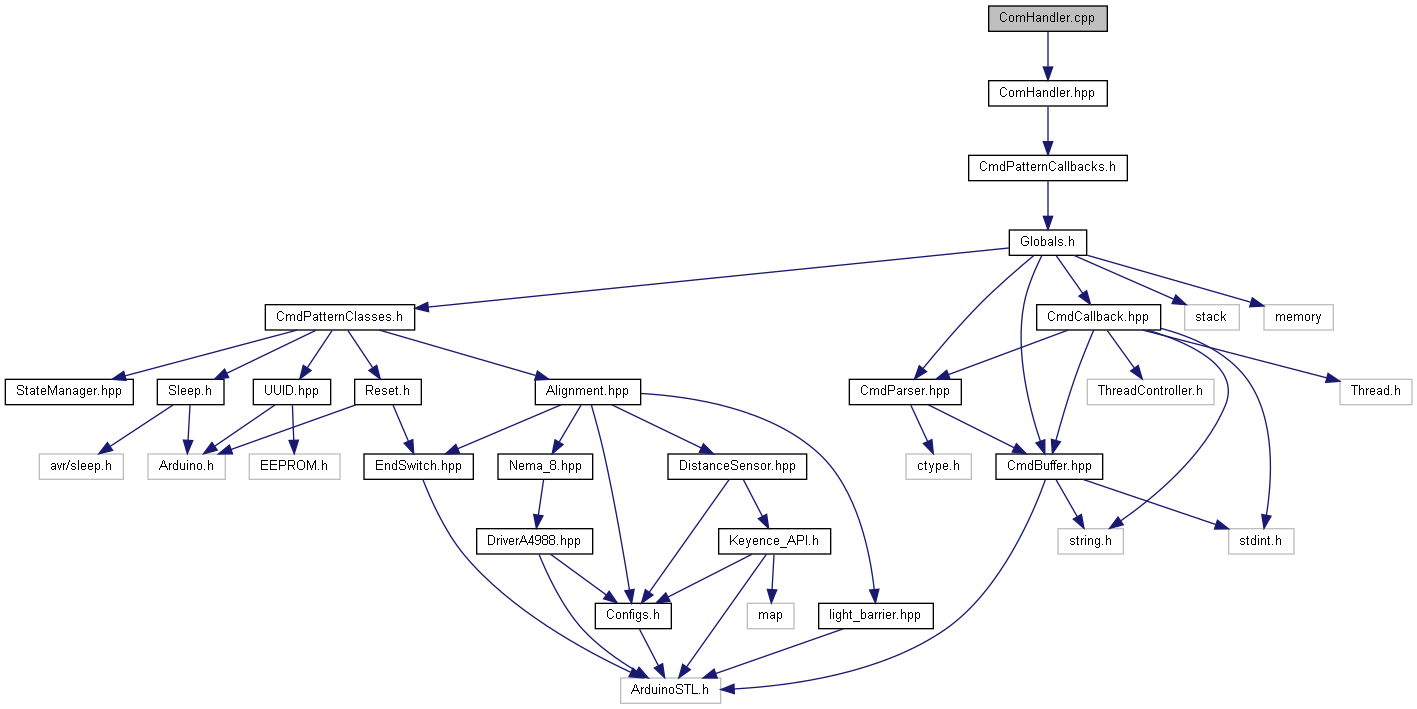 ComHandler.cpp
ComHandler.hpp
CmdPatternCallbacks.h
Globals.h
CmdPatternClasses.h
CmdCallback.hpp
stack
memory
StateManager.hpp
Sleep.h
UUID.hpp
Reset.h
Alignment.hpp
CmdParser.hpp
ThreadController.h
Thread.h
avr/sleep.h
Arduino.h
EEPROM.h
EndSwitch.hpp
Nema_8.hpp
DistanceSensor.hpp
ctype.h
CmdBuffer.hpp
DriverA4988.hpp
Keyence_API.h
string.h
stdint.h
Configs.h
map
light_barrier.hpp
ArduinoSTL.h